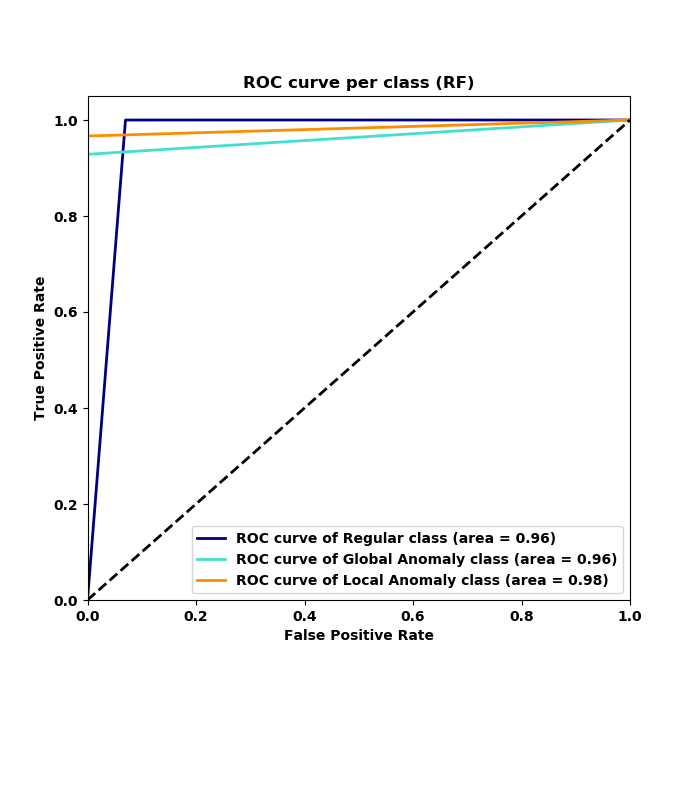 ROC curve per class (RF)
1.0
0.8
0.6
0.4
0.2
0.0
True Positive Rate
ROC curve of Regular class (area = 0.96)
ROC curve of Global Anomaly class (area = 0.96)
ROC curve of Local Anomaly class (area = 0.98)
0.0 0.2 0.4 0.6 0.8 1.0
False Positive Rate